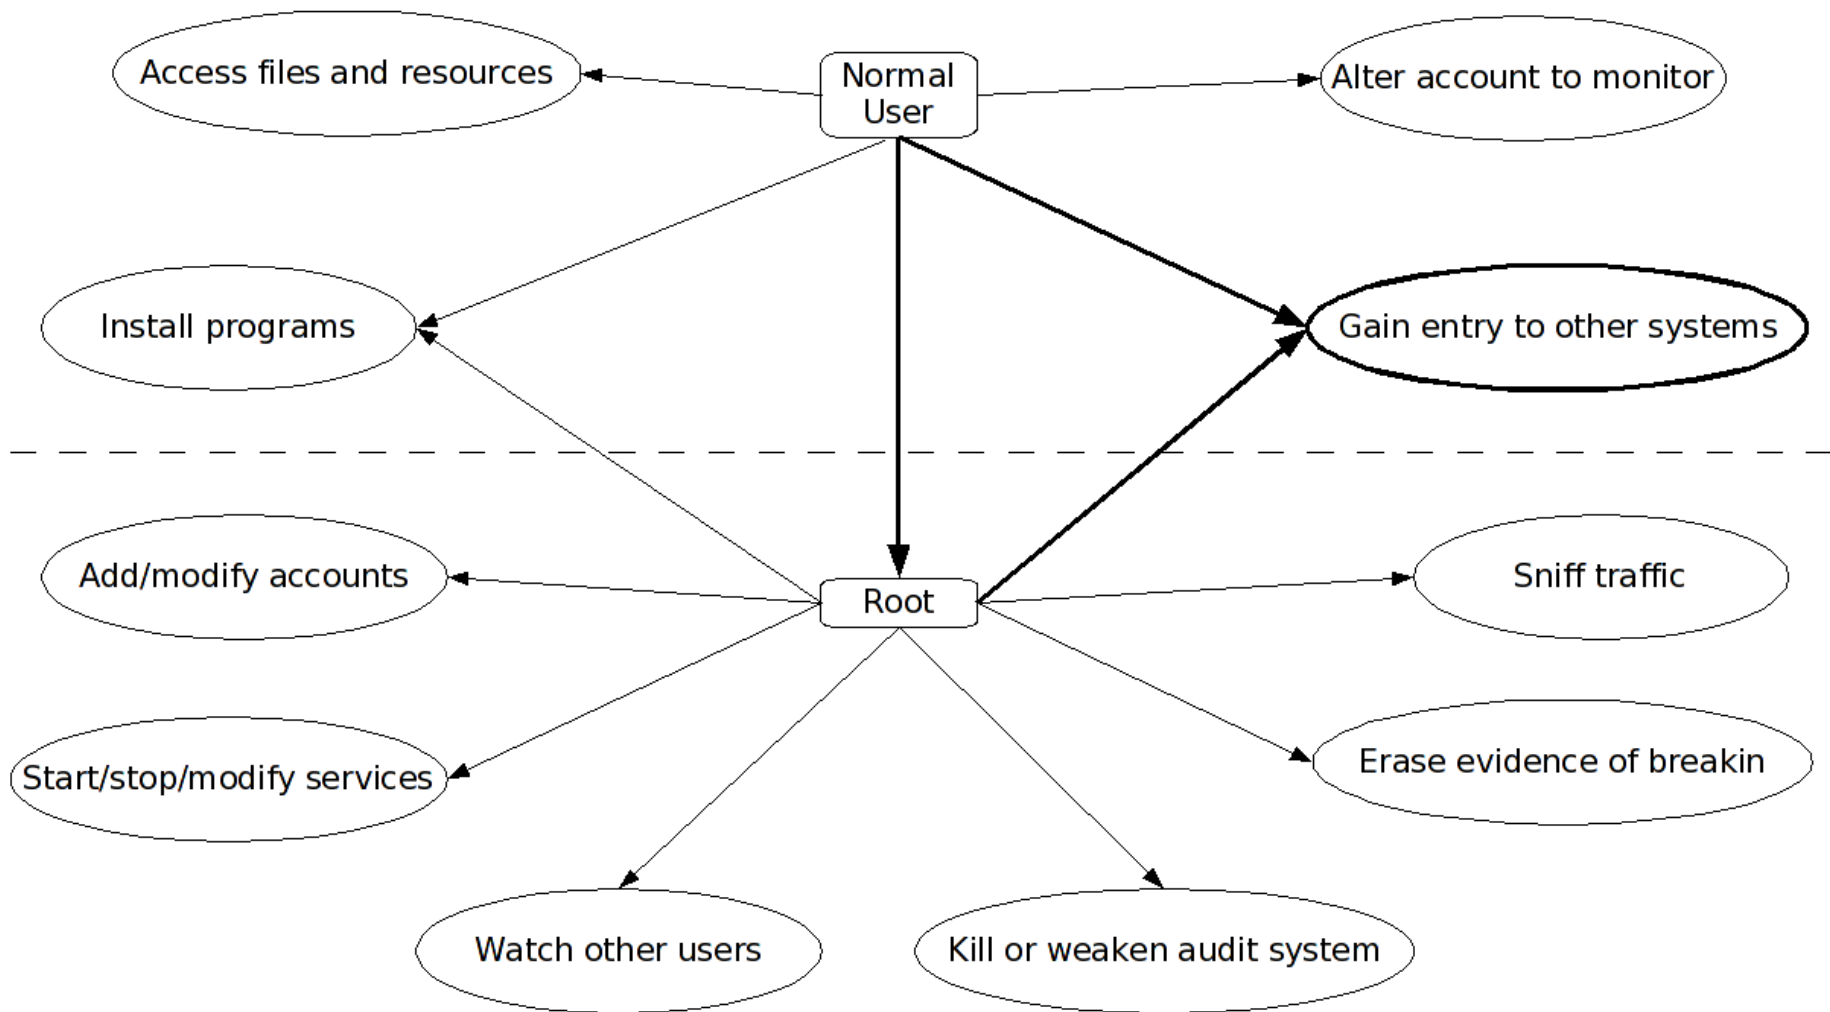 Access files and resources
Normal
User
Alter account to monitor
Install programs
Gain entry to other systems
Add/modify accounts
Root
Sniff traffic
Start/stop/modify services
Erase evidence of breakin
Watch other users
Kill or weaken audit system